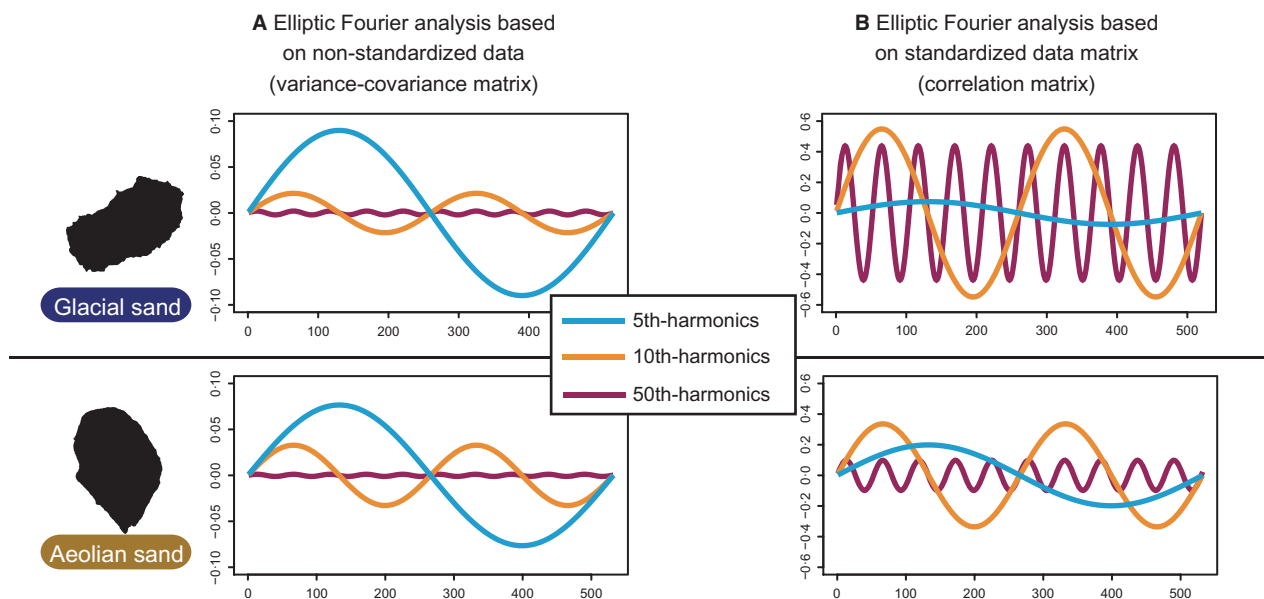 A Elliptic Fourier analysis based
on non-standardized data
(variance-covariance matrix)
B Elliptic Fourier analysis based
on standardized data matrix
(correlation matrix)
Glacial sand
0·10
0·05
0·00
−0·05
−0·10
0 100 200 300 400
0·6
0·4
0·2
0·0
−0·2
−0·4
−0·6
0 100 200 300 400 500
5th-harmonics
10th-harmonics
50th-harmonics
Aeolian sand
0·10
0·05
0·00
−0·05
−0·10
0 100 200 300 400 500
0·6
0·4
0·2
0·0
−0·2
−0·4
−0·6
0 100 200 300 400 500